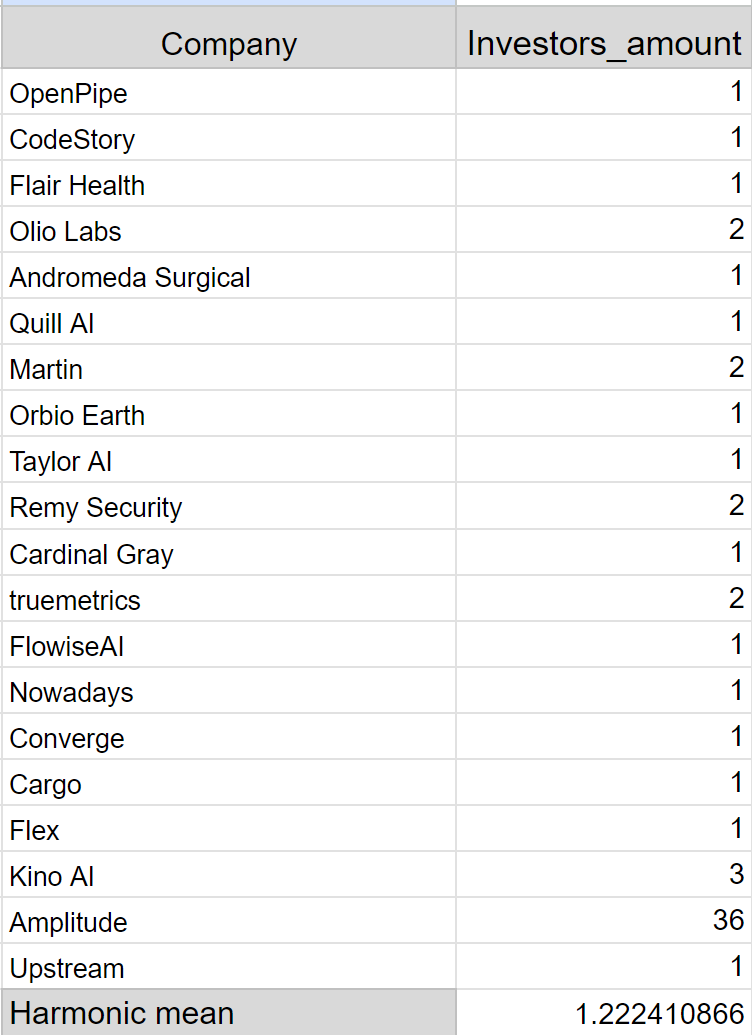 Company Investors_amount
OpenPipe 1
CodeStory 1
Flair Health 1
Olio Labs 2
Andromeda Surgical 1
Quill AI 1
Martin 2
Orbio Earth 1
Taylor AI 1
Remy Security 2
Cardinal Gray 1
truemetrics 2
FlowiseAI 1
Nowadays 1
Converge 1
Cargo 1
Flex 1
Kino AI 3
Amplitude 36
Upstream 1
Harmonic mean 1.222410866